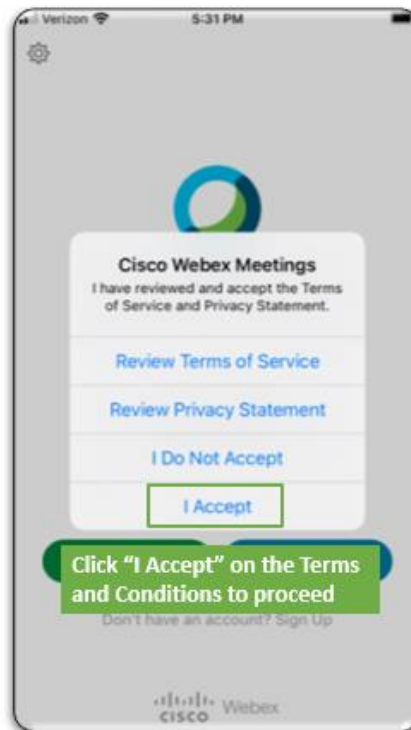 Verizon 5:31 PM
Cisco Webex Meetings
I have reviewed and accept the Terms
of Service and Privacy Statement.
Review Terms of Service
Review Privacy Statement
I Do Not Accept
I Accept
Click “I Accept” on the Terms
and Conditions to proceed
Don't have an account? Sign Up
CISCO Webex